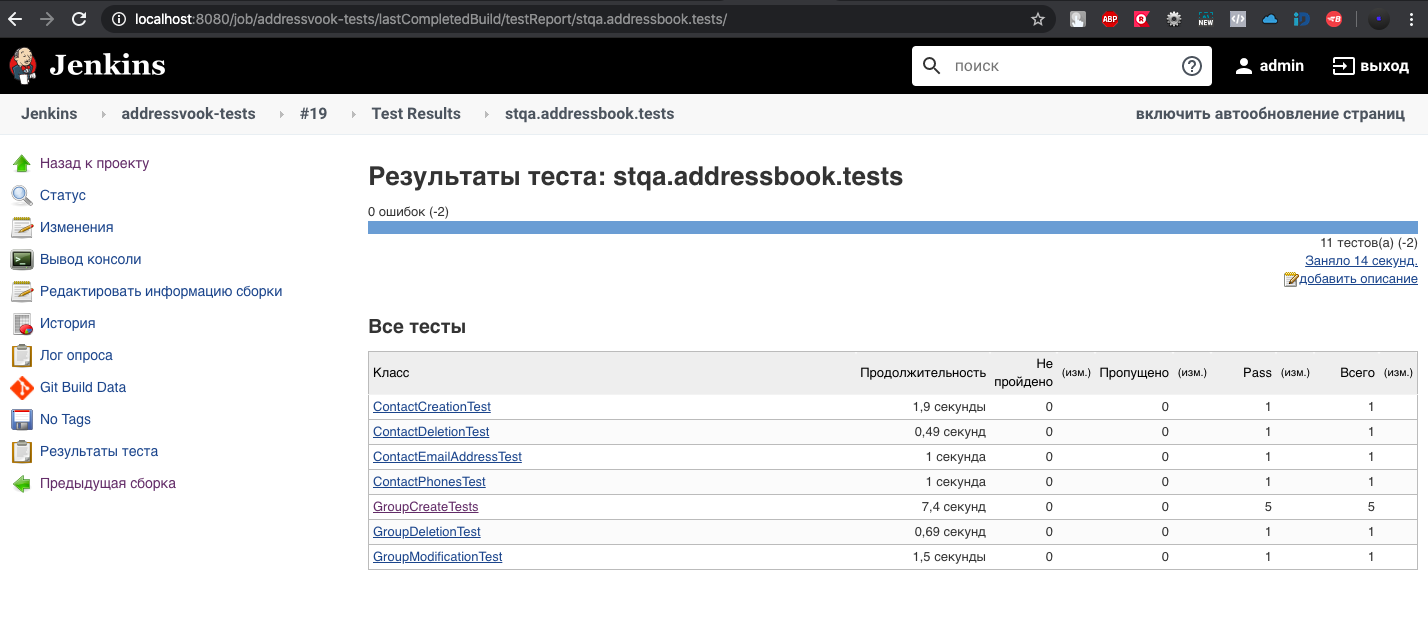 localhost:8080/job/addressvook-tests/lastCompletedBuild/testReport/stqa.addressbook.tests/
ABP
NEW
Jenkins
поиск
admin
выход
Jenkins addressvook-tests #19 Test Results stqa.addressbook.tests
включить автообновление страниц
Назад к проекту
Статус
Изменения
Вывод консоли
Редактировать информацию сборки
История
Лог опроса
Git Build Data
No Tags
Результаты теста
Предыдущая сборка
Результаты теста: stqa.addressbook.tests
0 ошибок (-2)
11 тестов(а) (-2)
Заняло 14 секунд.
добавить описание
Все тесты
Класс Продолжительность Не пройдено (изм.) Пропущено (изм.) Pass (изм.) Всего (изм.)
ContactCreationTest 1,9 секунды 0 0 1 1
ContactDeletionTest 0,49 секунд 0 0 1 1
ContactEmailAddressTest 1 секунда 0 0 1 1
ContactPhonesTest 1 секунда 0 0 1 1
GroupCreateTests 7,4 секунд 0 0 5 5
GroupDeletionTest 0,69 секунд 0 0 1 1
GroupModificationTest 1,5 секунды 0 0 1 1